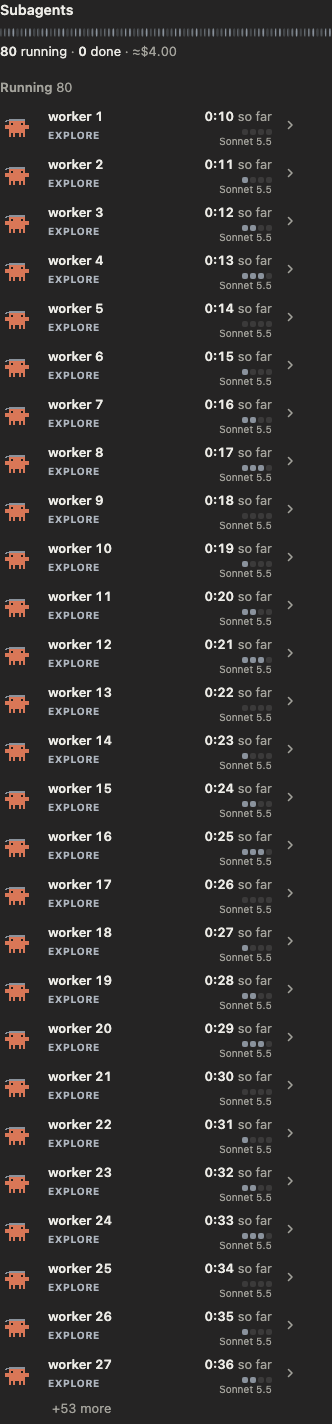 Subagents
80 running · 0 done · ≈$4.00
Running 80
worker 1 0:10 so far
EXPLORE
Sonnet 5.5
worker 2 0:11 so far
EXPLORE
Sonnet 5.5
worker 3 0:12 so far
EXPLORE
Sonnet 5.5
worker 4 0:13 so far
EXPLORE
Sonnet 5.5
worker 5 0:14 so far
EXPLORE
Sonnet 5.5
worker 6 0:15 so far
EXPLORE
Sonnet 5.5
worker 7 0:16 so far
EXPLORE
Sonnet 5.5
worker 8 0:17 so far
EXPLORE
Sonnet 5.5
worker 9 0:18 so far
EXPLORE
Sonnet 5.5
worker 10 0:19 so far
EXPLORE
Sonnet 5.5
worker 11 0:20 so far
EXPLORE
Sonnet 5.5
worker 12 0:21 so far
EXPLORE
Sonnet 5.5
worker 13 0:22 so far
EXPLORE
Sonnet 5.5
worker 14 0:23 so far
EXPLORE
Sonnet 5.5
worker 15 0:24 so far
EXPLORE
Sonnet 5.5
worker 16 0:25 so far
EXPLORE
Sonnet 5.5
worker 17 0:26 so far
EXPLORE
Sonnet 5.5
worker 18 0:27 so far
EXPLORE
Sonnet 5.5
worker 19 0:28 so far
EXPLORE
Sonnet 5.5
worker 20 0:29 so far
EXPLORE
Sonnet 5.5
worker 21 0:30 so far
EXPLORE
Sonnet 5.5
worker 22 0:31 so far
EXPLORE
Sonnet 5.5
worker 23 0:32 so far
EXPLORE
Sonnet 5.5
worker 24 0:33 so far
EXPLORE
Sonnet 5.5
worker 25 0:34 so far
EXPLORE
Sonnet 5.5
worker 26 0:35 so far
EXPLORE
Sonnet 5.5
worker 27 0:36 so far
EXPLORE
Sonnet 5.5
+53 more